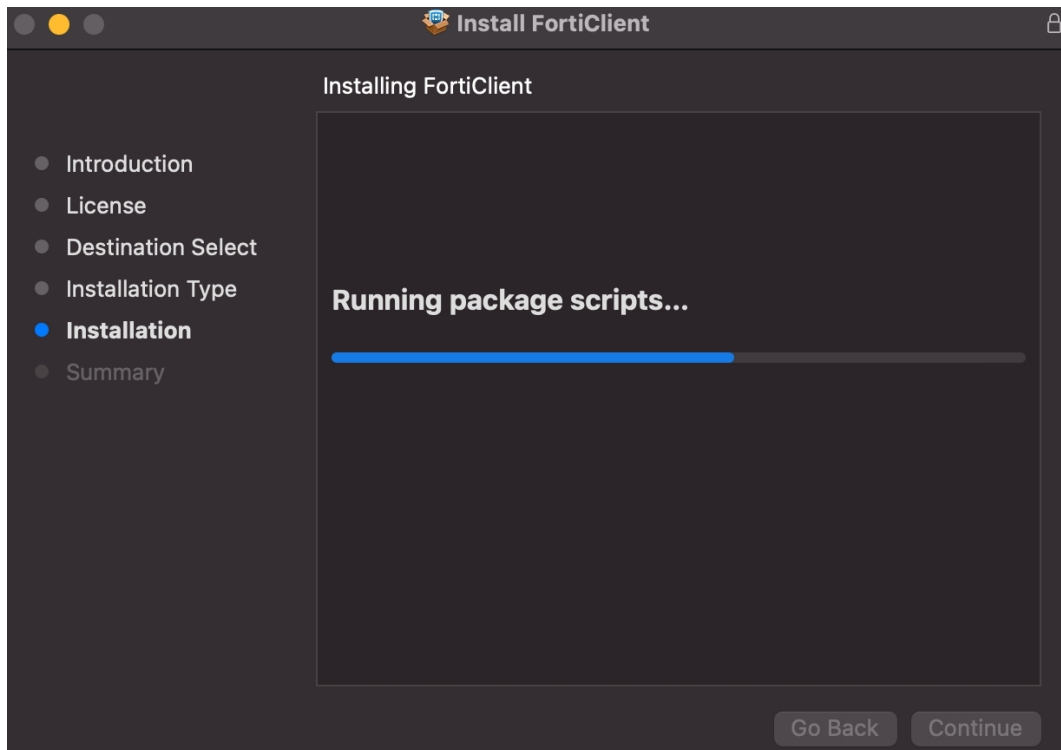 Install FortiClient
Installing FortiClient
Introduction
License
Destination Select
Installation Type
Installation
Summary
Running package scripts...
Go Back
Continue